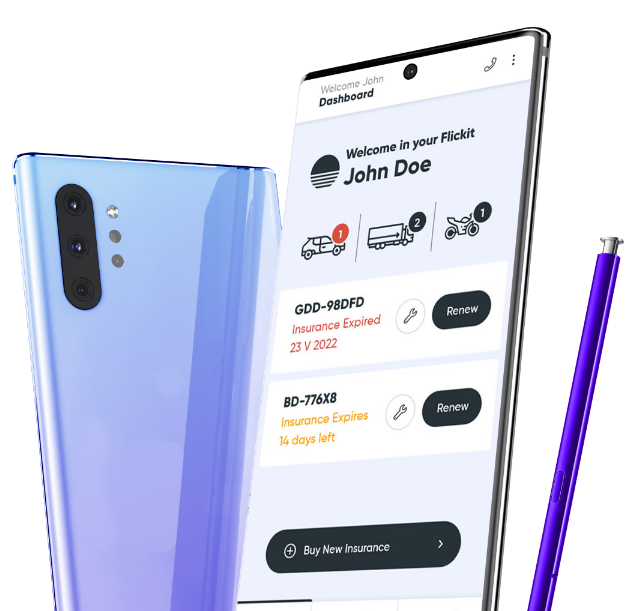 Welcome John
Dashboard
Welcome in your Flickit
John Doe
1
2
1
GDD-98DFD
Insurance Expired
23 V 2022
Renew
BD-776X8
Insurance Expires
14 days left
Renew
Buy New Insurance